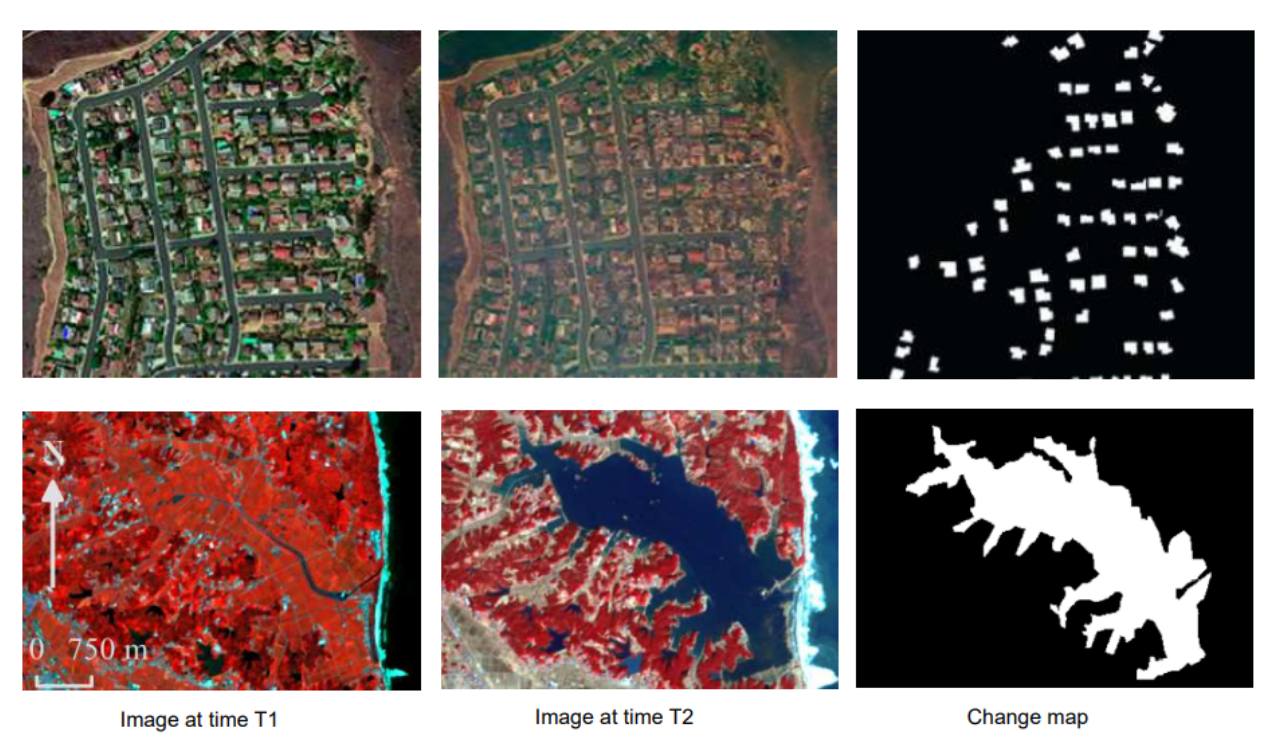 N
0 750 m
Image at time T1
Image at time T2
Change map